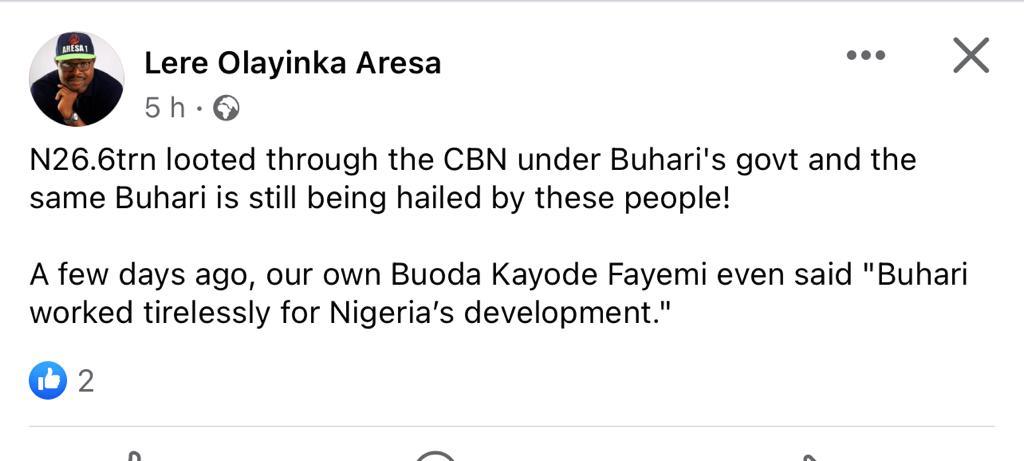 ARESA 1
Lere Olayinka Aresa
5 h ·
N26.6trn looted through the CBN under Buhari's govt and the
same Buhari is still being hailed by these people!
A few days ago, our own Buoda Kayode Fayemi even said "Buhari
worked tirelessly for Nigeria’s development."
2